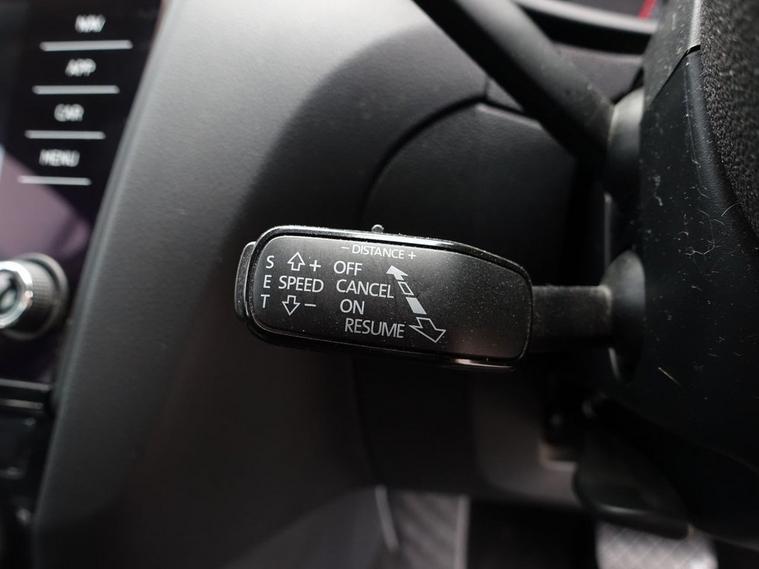 NAV
APP
CAR
MENU
– DISTANCE +
S + OFF
E SPEED CANCEL
T – ON
RESUME